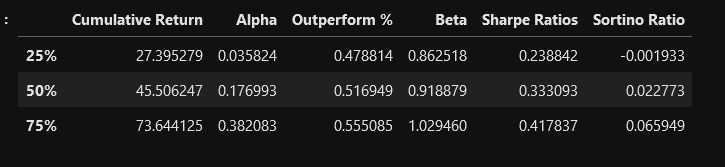 : Cumulative Return Alpha Outperform % Beta Sharpe Ratios Sortino Ratio
25% 27.395279 0.035824 0.478814 0.862518 0.238842 -0.001933
50% 45.506247 0.176993 0.516949 0.918879 0.333093 0.022773
75% 73.644125 0.382083 0.555085 1.029460 0.417837 0.065949